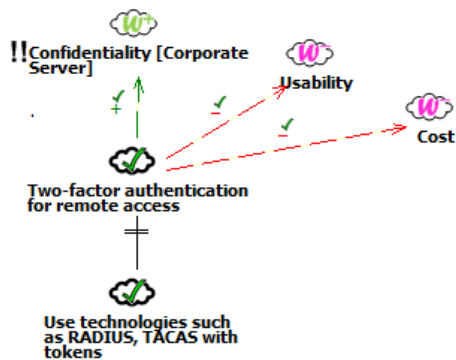 W+
!!Confidentiality [Corporate
Server]
W-
Usability
W-
Cost
+
-
-
Two-factor authentication
for remote access
Use technologies such
as RADIUS, TACAS with
tokens